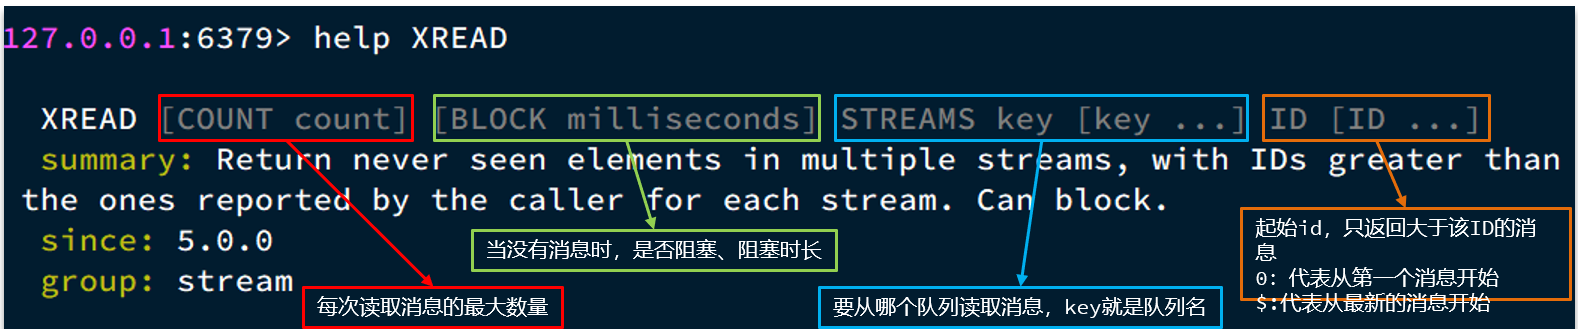 127.0.0.1:6379> help XREAD
XREAD [COUNT count] [BLOCK milliseconds] STREAMS key [key ...] ID [ID ...]
summary: Return never seen elements in multiple streams, with IDs greater than
the ones reported by the caller for each stream. Can block.
since: 5.0.0
group: stream
每次读取消息的最大数量
当没有消息时，是否阻塞、阻塞时长
要从哪个队列读取消息，key就是队列名
起始id，只返回大于该ID的消
息
0：代表从第一个消息开始
$:代表从最新的消息开始